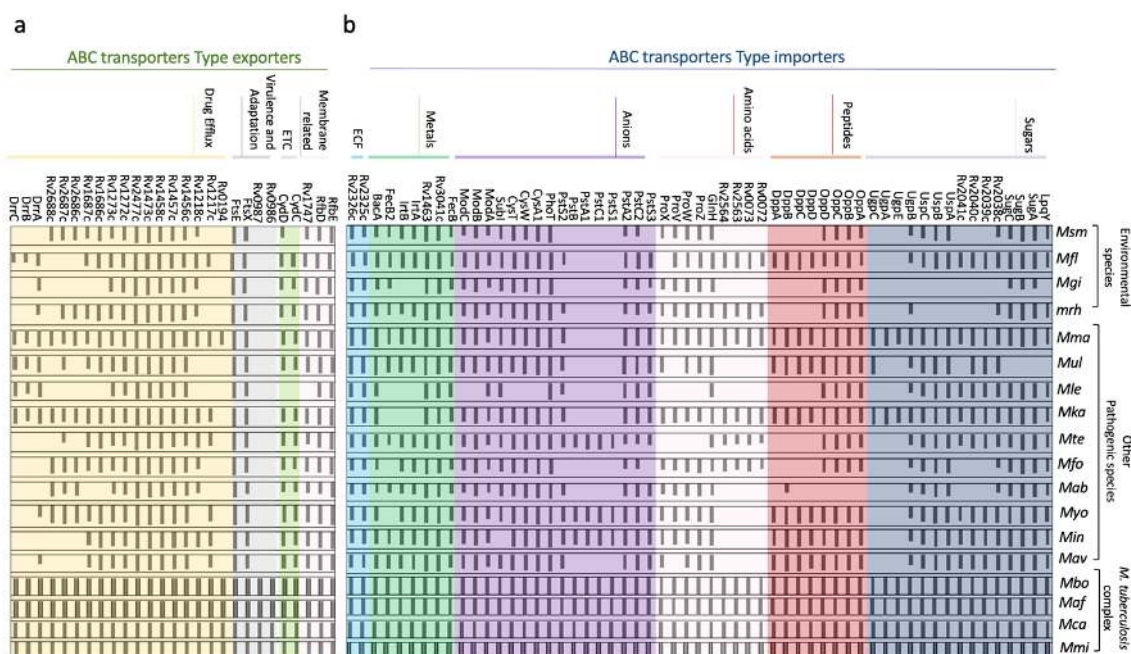 a
b
ABC transporters Type exporters
ABC transporters Type importers
Drug Efflux
Virulence and
Adaptation
ETC
Membrane
related
ECF
Metals
Anions
Amino acids
Peptides
Sugars
DrrC
DrrA
Rv2688c
Rv2687c
Rv2686c
Rv1687c
Rv1686c
Rv1273c
Rv1272c
Rv2477c
Rv1473c
Rv1458c
Rv1457c
Rv1456c
Rv1218c
Rv1217c
Rv0194
FtsE
FtsX
Rv0987
Rv0986
CydD
CydC
Rv1747
RfbD
RfbE
Rv2326c
Rv2325c
BacA
FecB2
IrtB
IrtA
Rv1463
Rv3041c
FecB
ModC
ModB
ModA
SubI
CysT
CysW
CysA1
PhoT
PstS2
PstB
PstA1
PstC1
PstS1
PstA2
PstC2
PstS3
ProX
ProV
ProW
ProZ
GlnH
Rv2564
Rv2563
Rv0073
Rv0072
DppA
DppB
DppC
DppD
OppD
OppC
OppB
OppA
UgpC
UgpA
UgpE
UgpB
UspC
UspB
UspA
Rv2041c
Rv2040c
Rv2039c
Rv2038c
SugC
SugB
SugA
LpqY
Msm
Mfl
Mgi
mrh
Mma
Mul
Mle
Mka
Mte
Mfo
Mab
Myo
Min
Mav
Mbo
Maf
Mca
Mmi
Environmental
species
Other
Pathogenic species
M. tuberculosis
complex